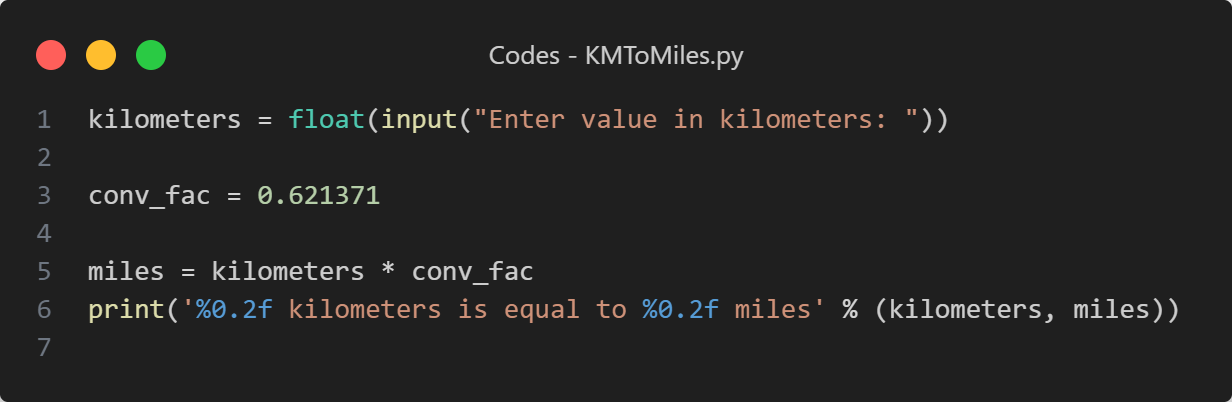 Codes - KMToMiles.py
1 kilometers = float(input("Enter value in kilometers: "))
2
3 conv_fac = 0.621371
4
5 miles = kilometers * conv_fac
6 print('%0.2f kilometers is equal to %0.2f miles' % (kilometers, miles))
7